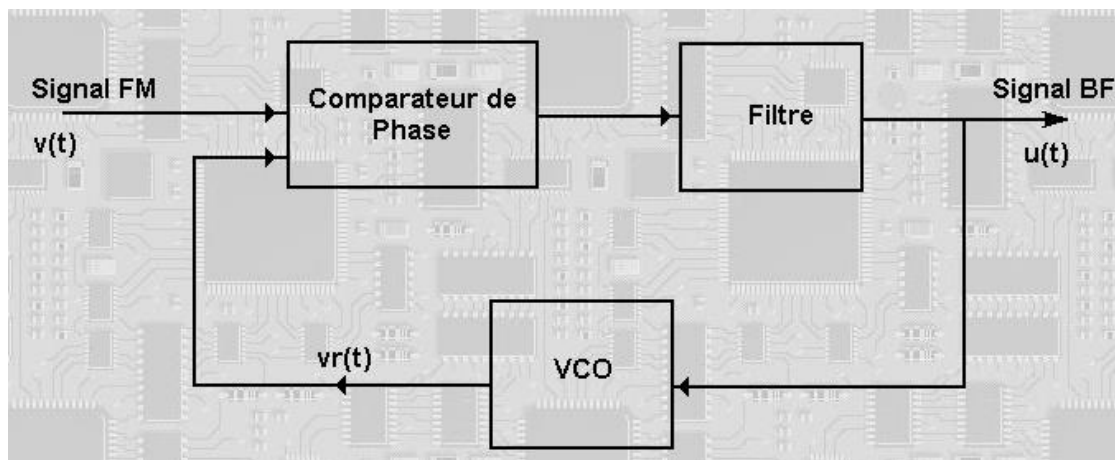 Signal FM
v(t)
Comparateur de
Phase
Filtre
Signal BF
u(t)
vr(t)
VCO